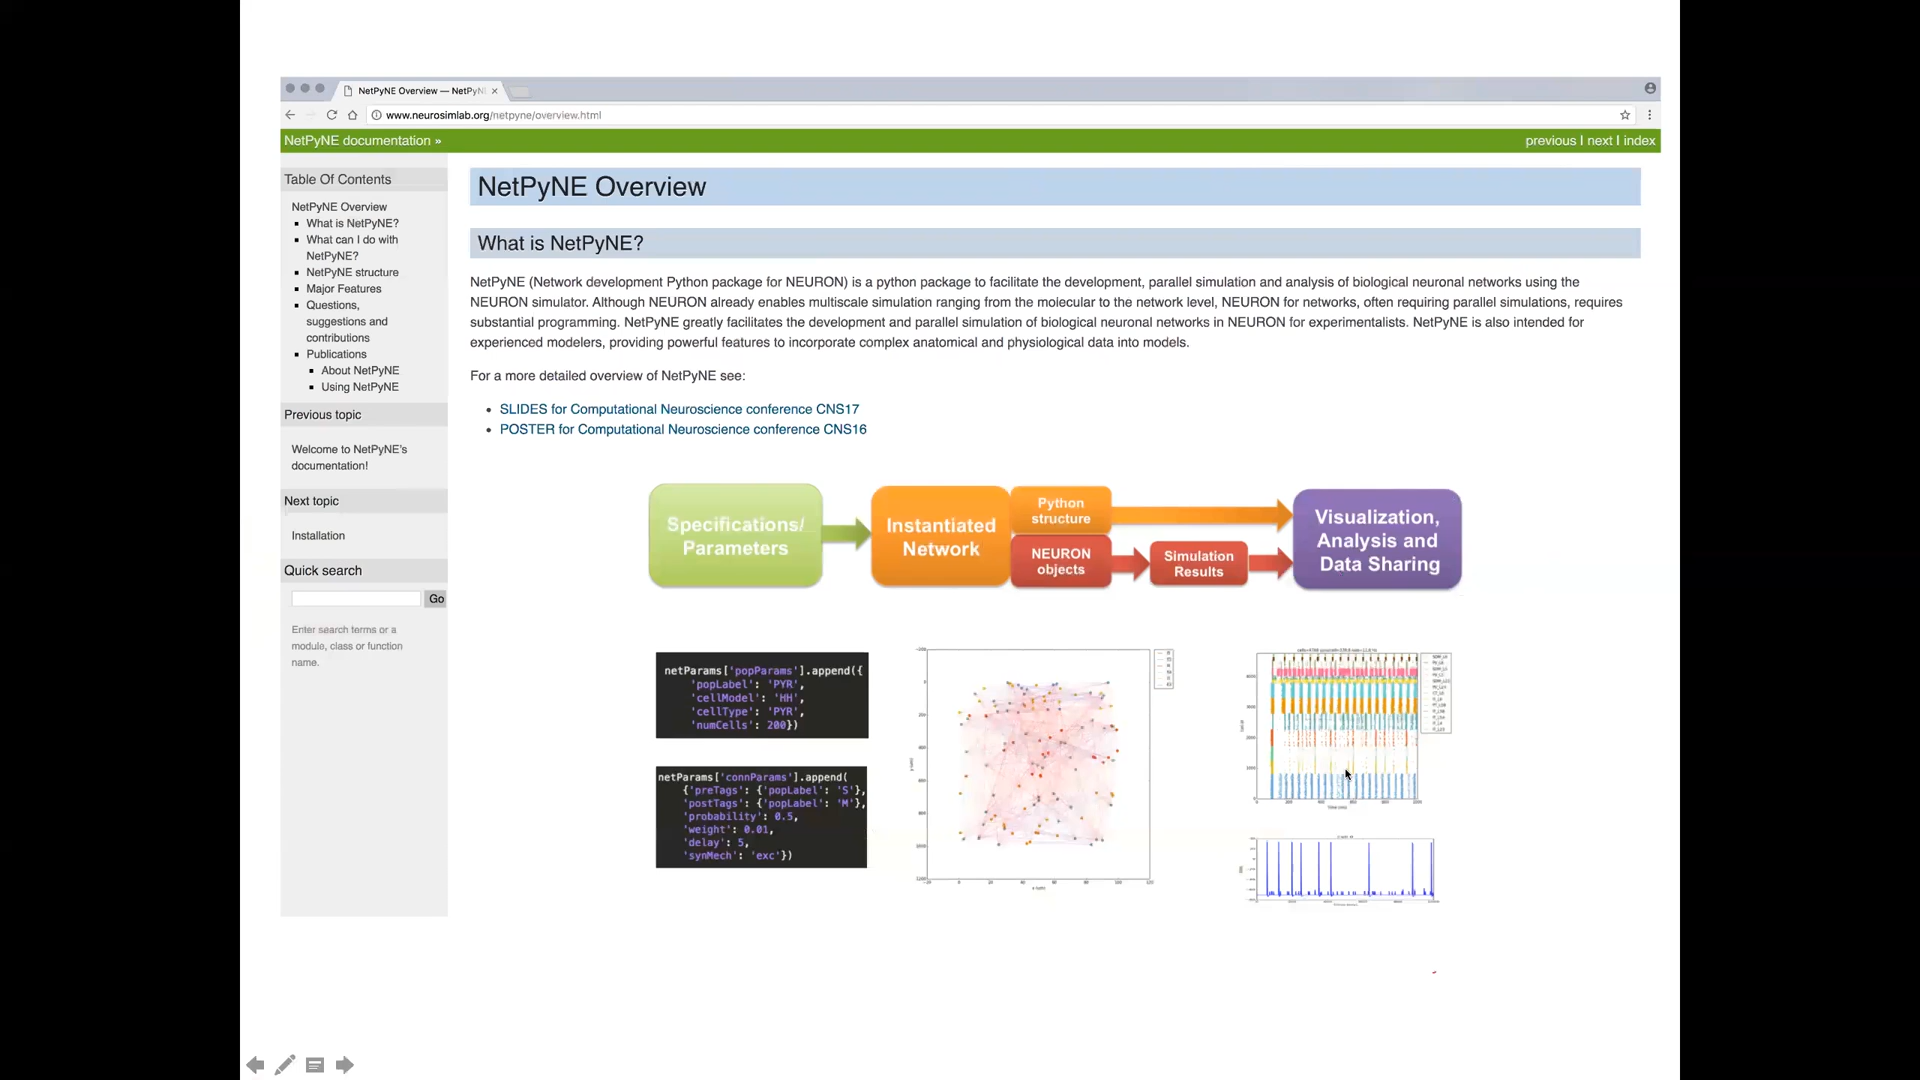 NetPyNE Overview — NetPyN
www.neurosimlab.org/netpyne/overview.html
NetPyNE documentation »
previous | next | index
Table Of Contents
NetPyNE Overview
What is NetPyNE?
What can I do with
NetPyNE?
NetPyNE structure
Major Features
Questions,
suggestions and
contributions
Publications
About NetPyNE
Using NetPyNE
Previous topic
Welcome to NetPyNE's
documentation!
Next topic
Installation
Quick search
Go
Enter search terms or a
module, class or function
name.
NetPyNE Overview
What is NetPyNE?
NetPyNE (Network development Python package for NEURON) is a python package to facilitate the development, parallel simulation and analysis of biological neuronal networks using the
NEURON simulator. Although NEURON already enables multiscale simulation ranging from the molecular to the network level, NEURON for networks, often requiring parallel simulations, requires
substantial programming. NetPyNE greatly facilitates the development and parallel simulation of biological neuronal networks in NEURON for experimentalists. NetPyNE is also intended for
experienced modelers, providing powerful features to incorporate complex anatomical and physiological data into models.
For a more detailed overview of NetPyNE see:
SLIDES for Computational Neuroscience conference CNS17
POSTER for Computational Neuroscience conference CNS16
Specifications/
Parameters
Instantiated
Network
Python
structure
NEURON
objects
Simulation
Results
Visualization,
Analysis and
Data Sharing
netParams['popParams'].append({
'popLabel': 'PYR',
'cellModel': 'HH',
'cellType': 'PYR',
'numCells': 200})
netParams['connParams'].append(
{'preTags': {'popLabel': 'S'},
'postTags': {'popLabel': 'M'},
'probability': 0.5,
'weight': 0.01,
'delay': 5,
'synMech': 'exc'})